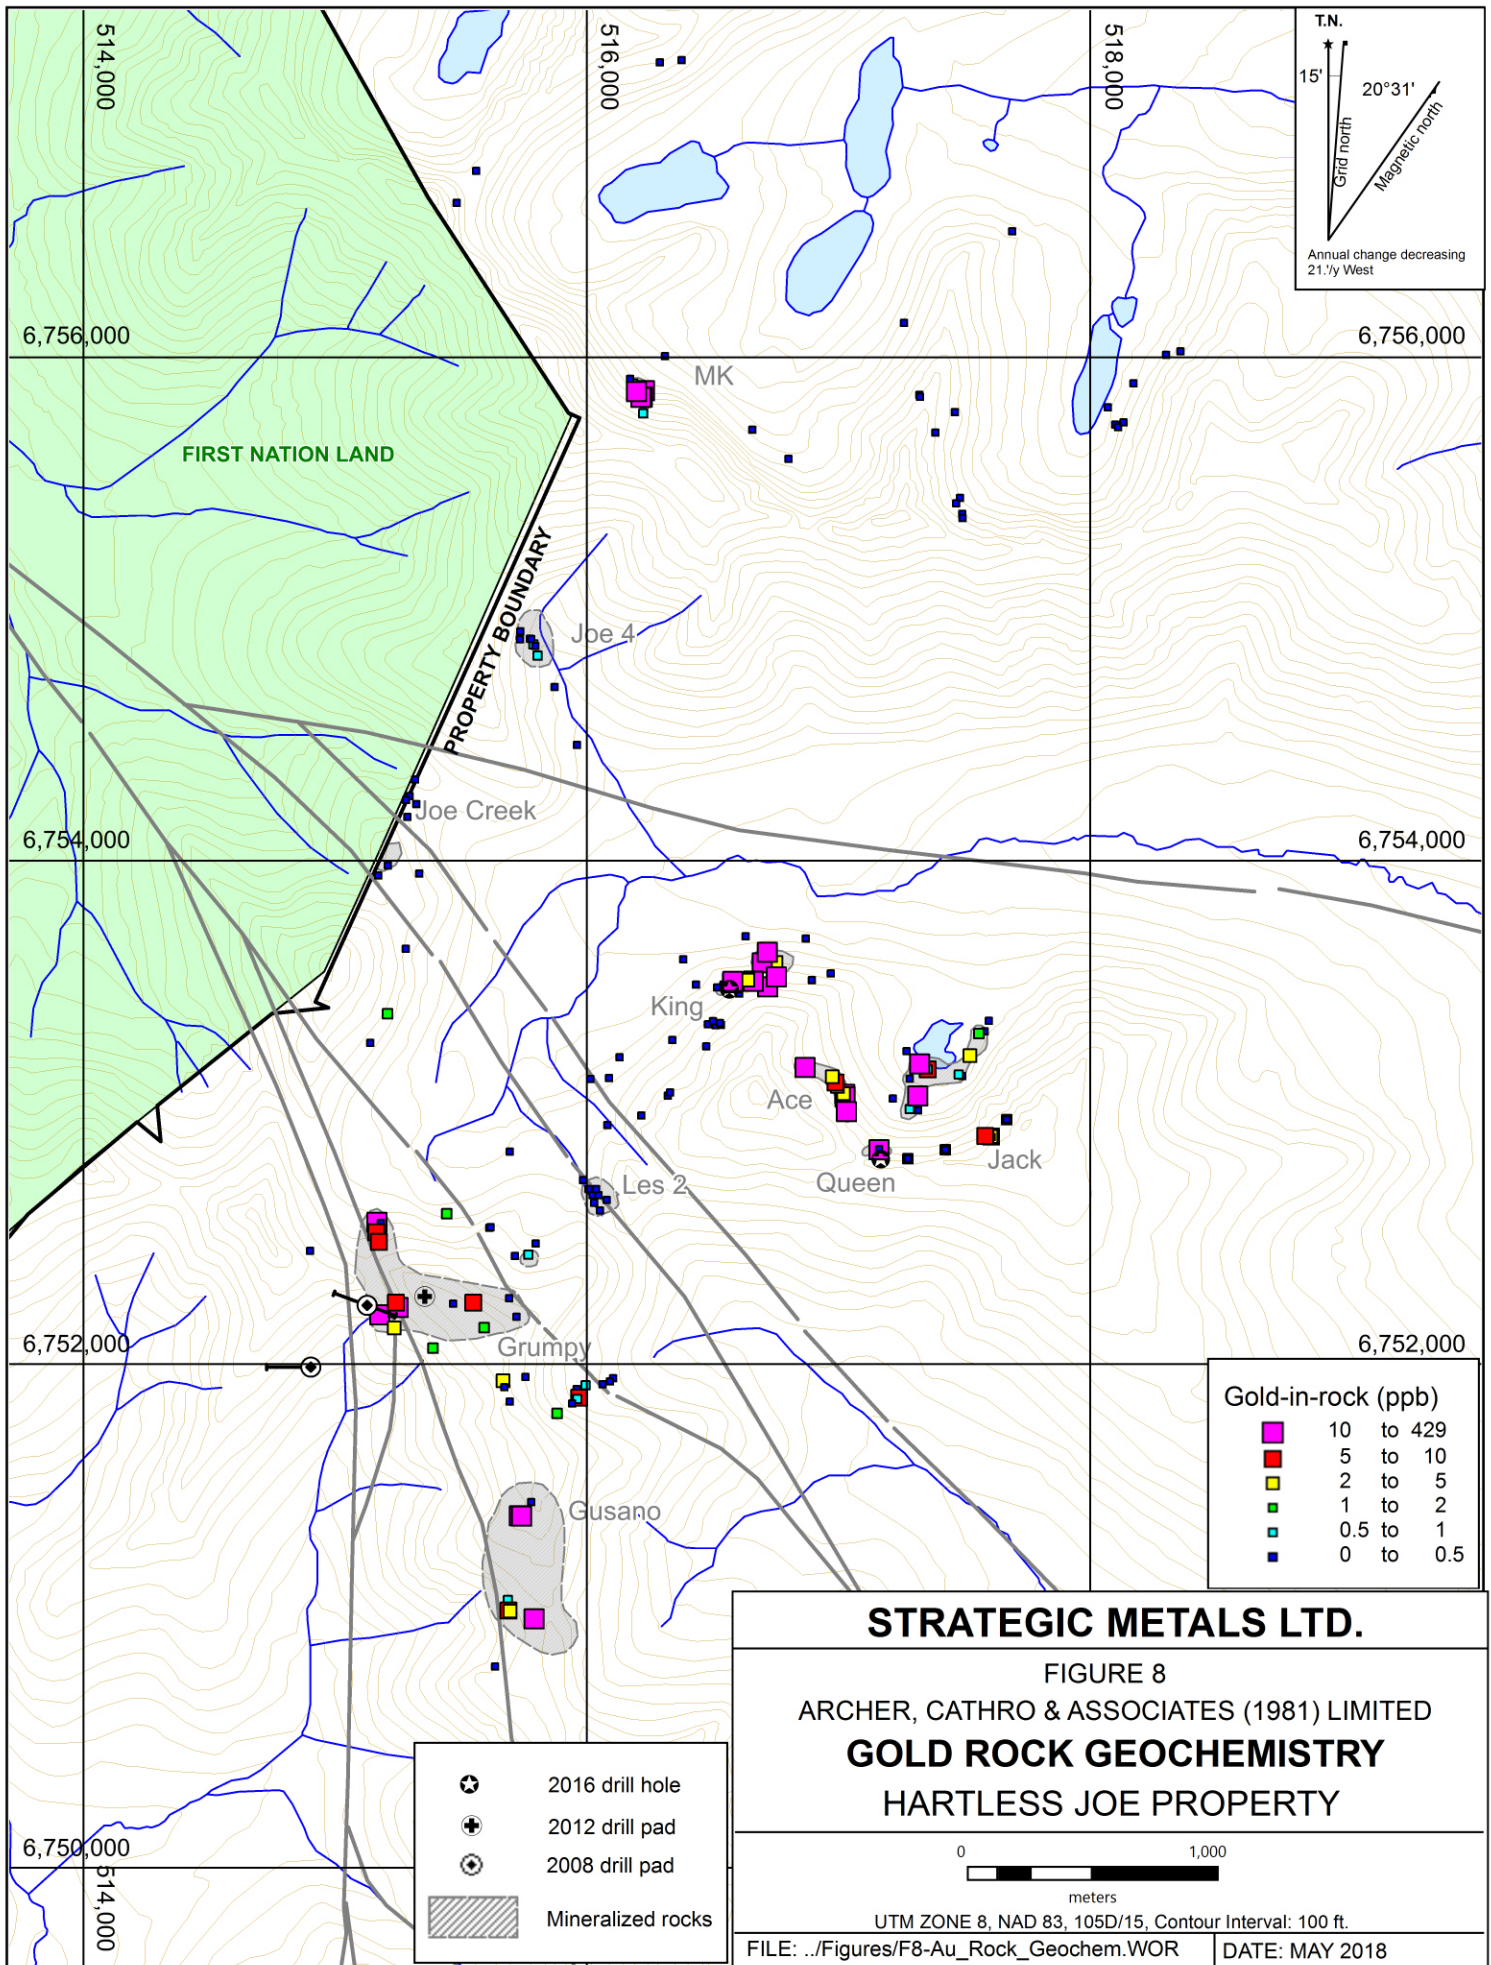 514,000
516,000
518,000
T.N.
15'
20°31'
Grid north
Magnetic north
Annual change decreasing
21.'/y West
6,756,000
6,756,000
MK
FIRST NATION LAND
PROPERTY BOUNDARY
Joe 4
Joe Creek
6,754,000
6,754,000
King
Ace
Jack
Queen
Les 2
Grumpy
6,752,000
6,752,000
Gusano
Gold-in-rock (ppb)
10 to 429
5 to 10
2 to 5
1 to 2
0.5 to 1
0 to 0.5
STRATEGIC METALS LTD.
FIGURE 8
ARCHER, CATHRO & ASSOCIATES (1981) LIMITED
GOLD ROCK GEOCHEMISTRY
HARTLESS JOE PROPERTY
0 1,000
meters
UTM ZONE 8, NAD 83, 105D/15, Contour Interval: 100 ft.
FILE: ../Figures/F8-Au_Rock_Geochem.WOR
DATE: MAY 2018
2016 drill hole
2012 drill pad
2008 drill pad
Mineralized rocks
6,750,000
514,000